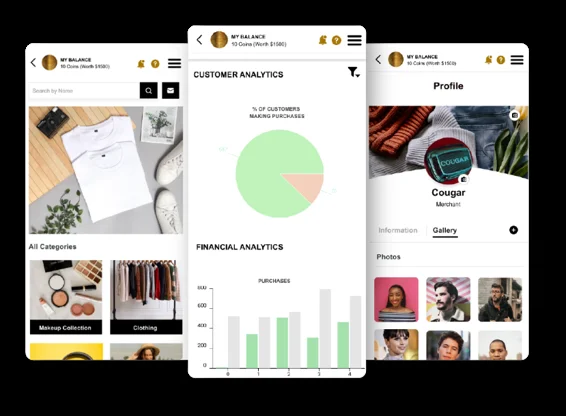 MY BALANCE
10 Coins (Worth $1500)
Search by Name
All Categories
Makeup Collection
Clothing
MY BALANCE
10 Coins (Worth $1500)
CUSTOMER ANALYTICS
% OF CUSTOMERS
MAKING PURCHASES
FINANCIAL ANALYTICS
PURCHASES
800
600
400
200
0
0 1 2 3 4
MY BALANCE
10 Coins (Worth $1500)
Profile
COUGAR
Cougar
Merchant
Information Gallery
Photos